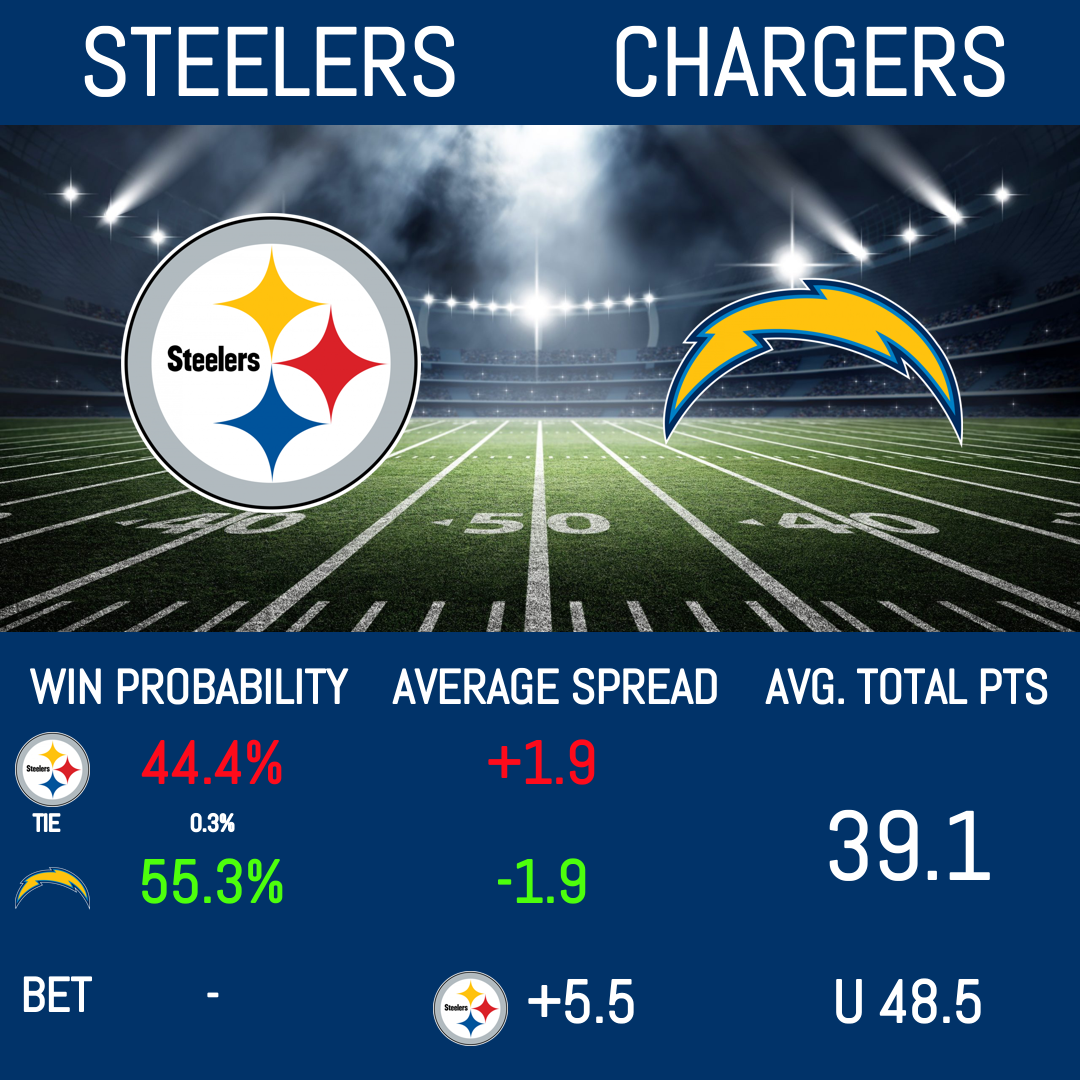 STEELERS CHARGERS
Steelers
40 50 40
WIN PROBABILITY AVERAGE SPREAD AVG. TOTAL PTS
Steelers 44.4% +1.9
TIE 0.3%
39.1
55.3% -1.9
BET - Steelers +5.5 U 48.5